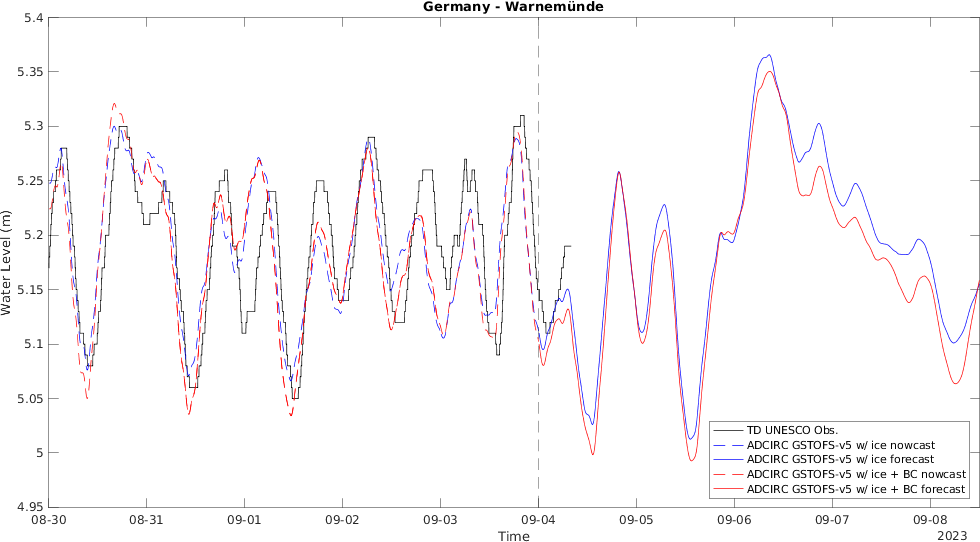 Germany - Warnemünde
5.4
5.35
5.3
5.25
5.2
5.15
5.1
5.05
5
4.95
Water Level (m)
08-30 08-31 09-01 09-02 09-03 09-04 09-05 09-06 09-07 09-08
Time
2023
TD UNESCO Obs.
ADCIRC GSTOFS-v5 w/ ice nowcast
ADCIRC GSTOFS-v5 w/ ice forecast
ADCIRC GSTOFS-v5 w/ ice + BC nowcast
ADCIRC GSTOFS-v5 w/ ice + BC forecast